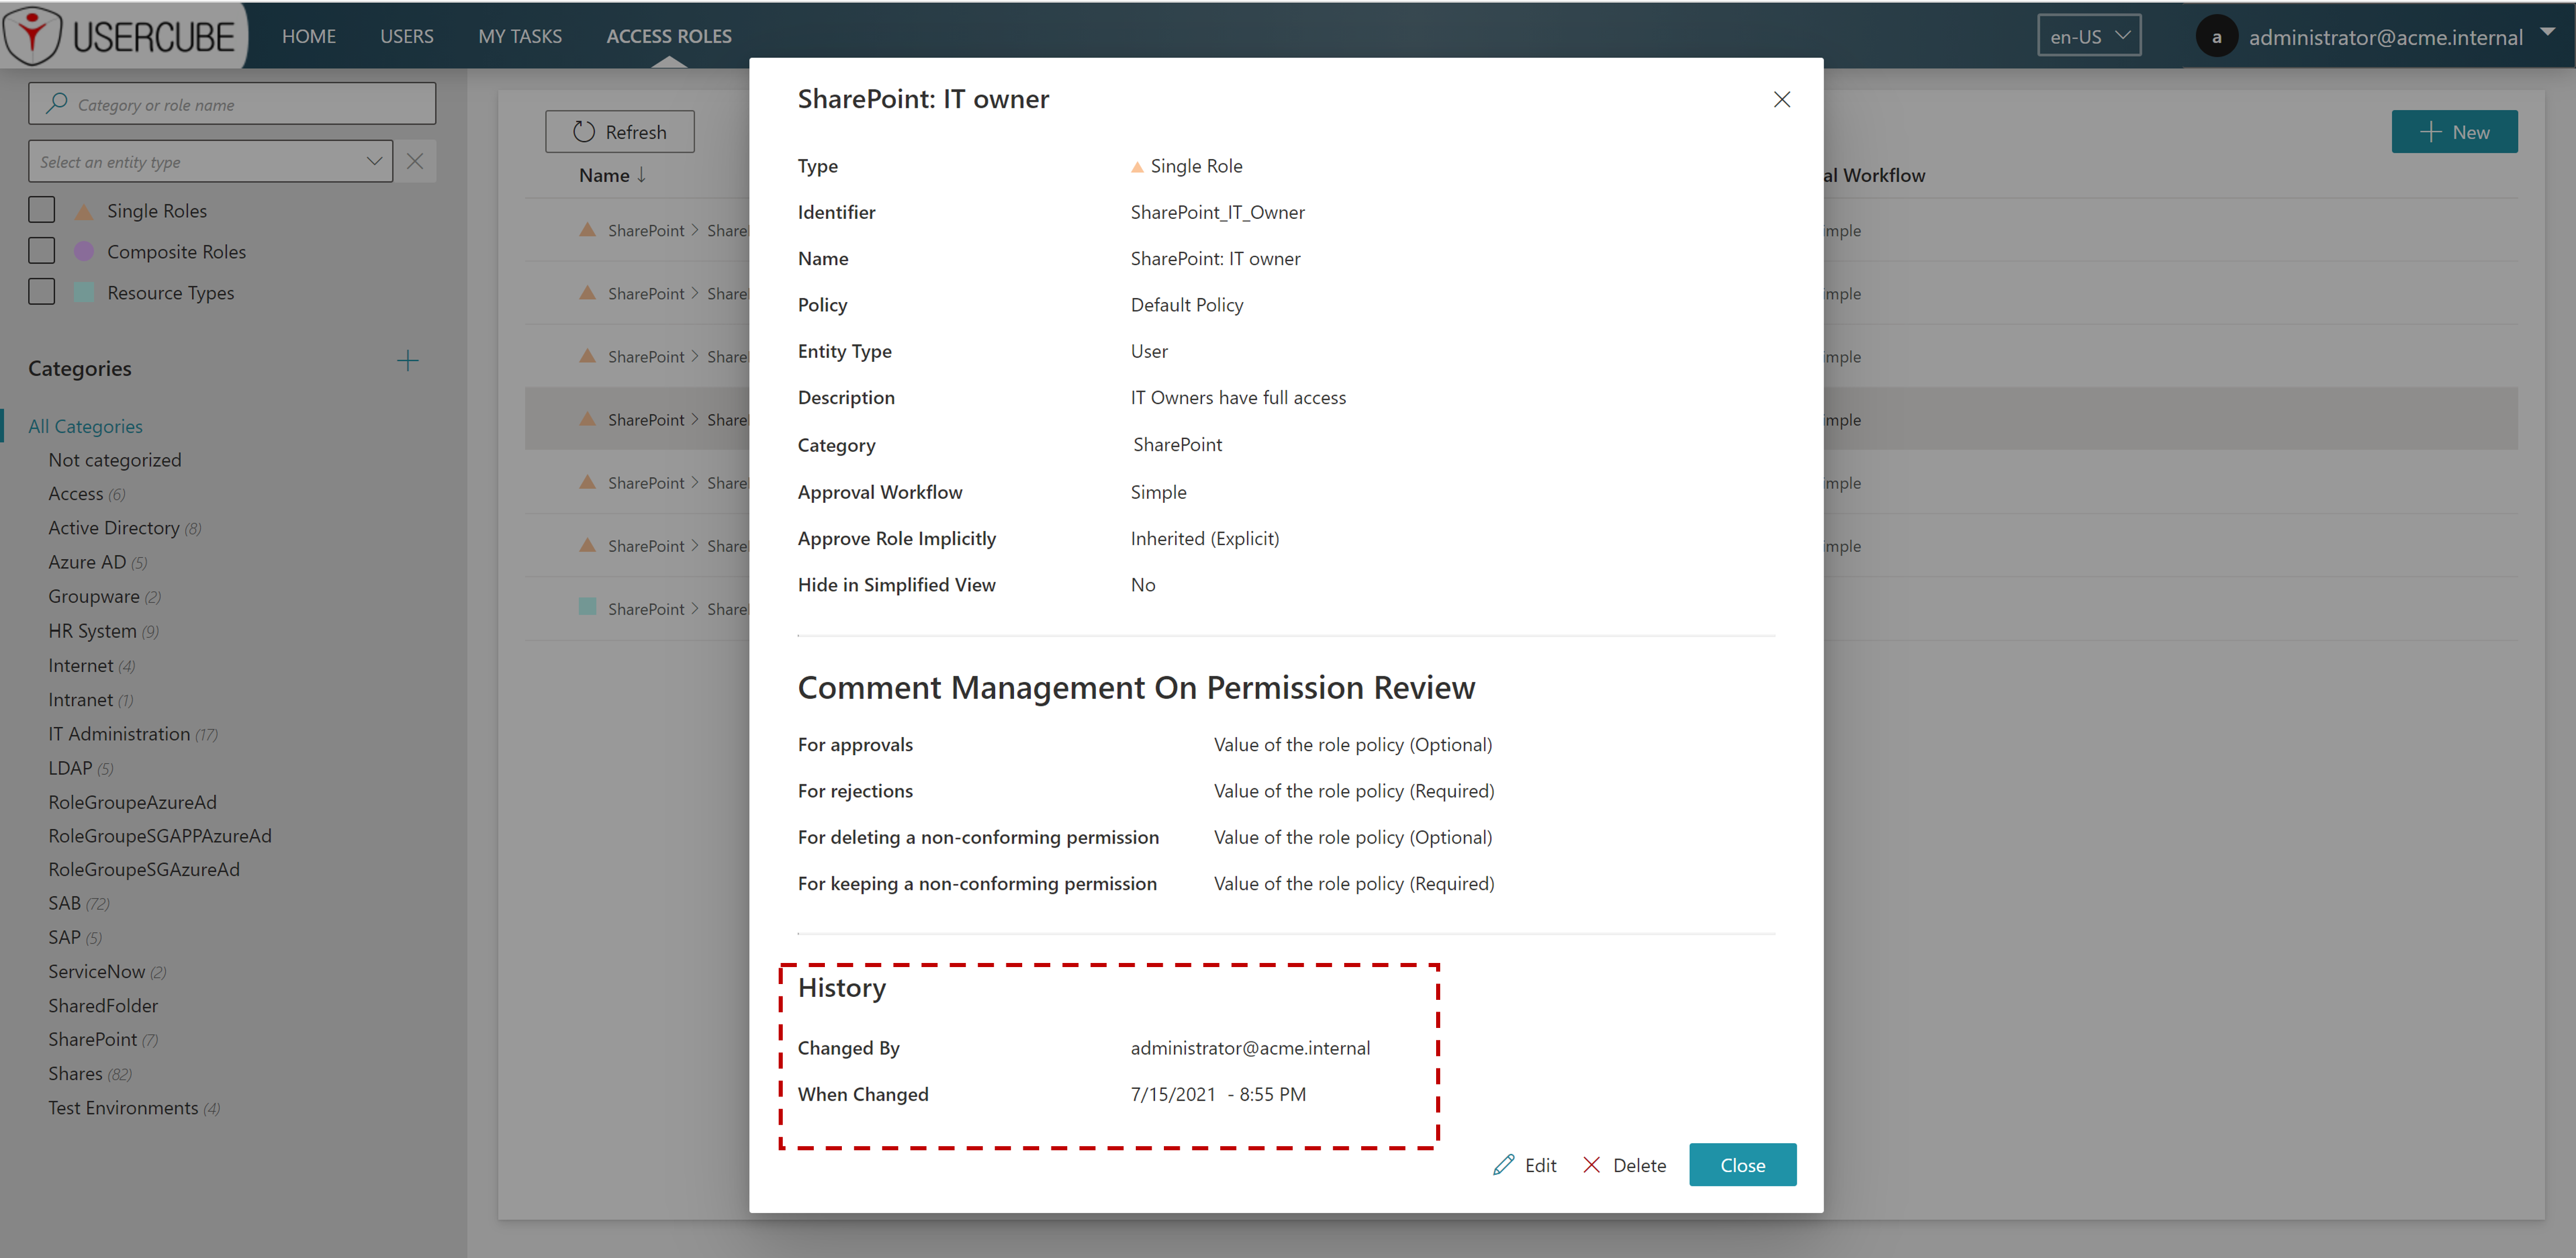 USERCUBE
HOME
USERS
MY TASKS
ACCESS ROLES
en-US
a
administrator@acme.internal
Category or role name
Select an entity type
Single Roles
Composite Roles
Resource Types
Categories
All Categories
Not categorized
Access (6)
Active Directory (8)
Azure AD (5)
Groupware (2)
HR System (9)
Internet (4)
Intranet (1)
IT Administration (17)
LDAP (5)
RoleGroupeAzureAd
RoleGroupeSGAPPAzureAd
RoleGroupeSGAzureAd
SAB (72)
SAP (5)
ServiceNow (2)
SharedFolder
SharePoint (7)
Shares (82)
Test Environments (4)
Refresh
New
Name ↓
al Workflow
SharePoint > Share
imple
SharePoint > Share
imple
SharePoint > Share
imple
SharePoint > Share
imple
SharePoint > Share
imple
SharePoint > Share
imple
SharePoint > Share
SharePoint: IT owner
Type Single Role
Identifier SharePoint_IT_Owner
Name SharePoint: IT owner
Policy Default Policy
Entity Type User
Description IT Owners have full access
Category SharePoint
Approval Workflow Simple
Approve Role Implicitly Inherited (Explicit)
Hide in Simplified View No
Comment Management On Permission Review
For approvals Value of the role policy (Optional)
For rejections Value of the role policy (Required)
For deleting a non-conforming permission Value of the role policy (Optional)
For keeping a non-conforming permission Value of the role policy (Required)
History
Changed By administrator@acme.internal
When Changed 7/15/2021 - 8:55 PM
Edit
Delete
Close